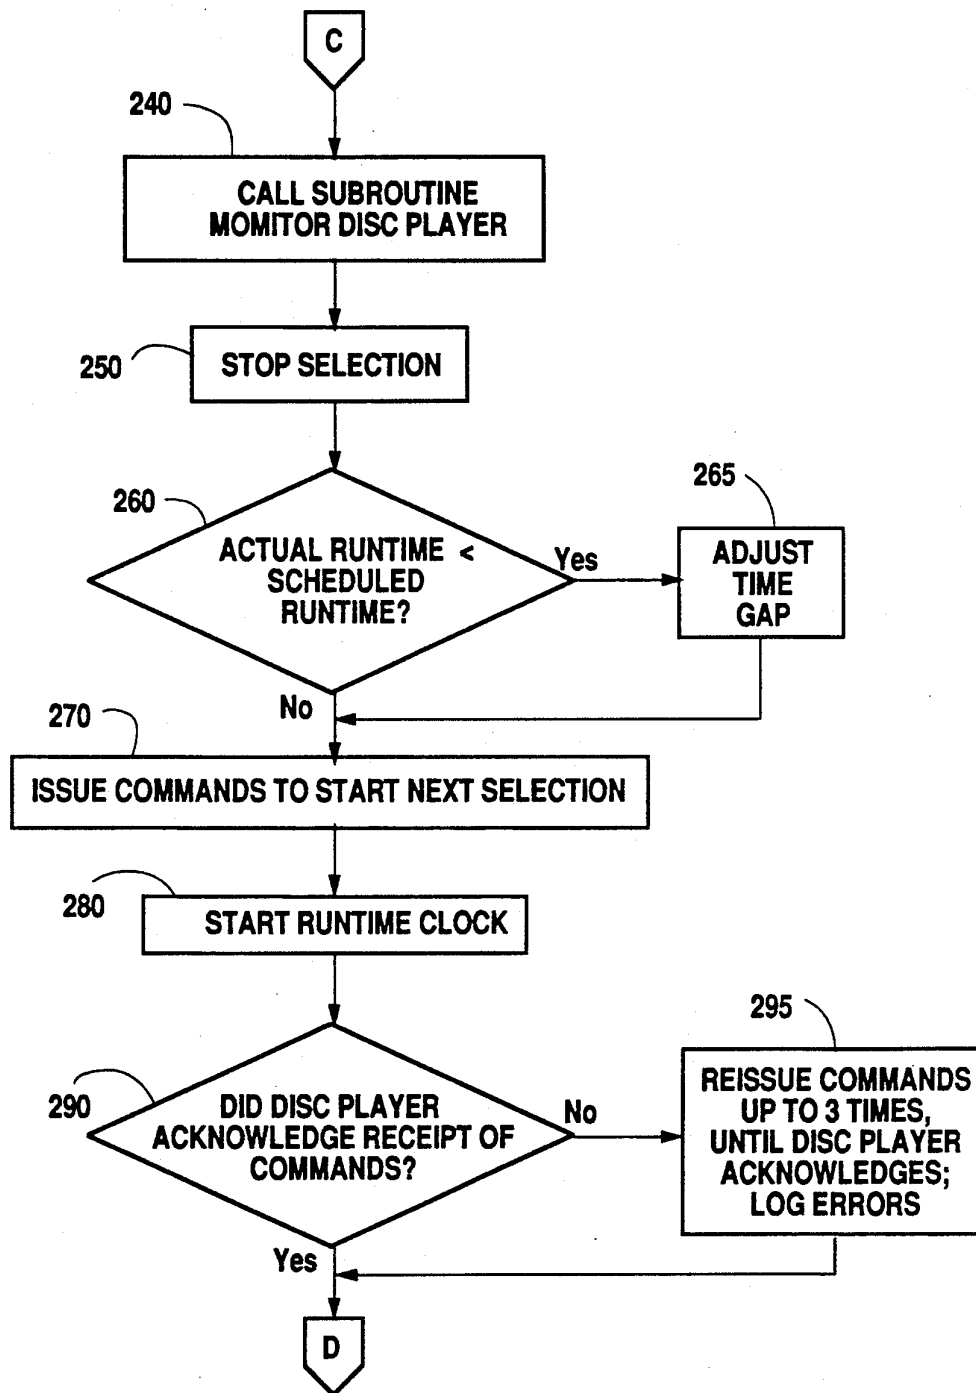 C
240
CALL SUBROUTINE
MOMITOR DISC PLAYER
250
STOP SELECTION
260
ACTUAL RUNTIME <
SCHEDULED
RUNTIME?
Yes
265
ADJUST
TIME
GAP
No
270
ISSUE COMMANDS TO START NEXT SELECTION
280
START RUNTIME CLOCK
290
DID DISC PLAYER
ACKNOWLEDGE RECEIPT OF
COMMANDS?
No
295
REISSUE COMMANDS
UP TO 3 TIMES,
UNTIL DISC PLAYER
ACKNOWLEDGES;
LOG ERRORS
Yes
D